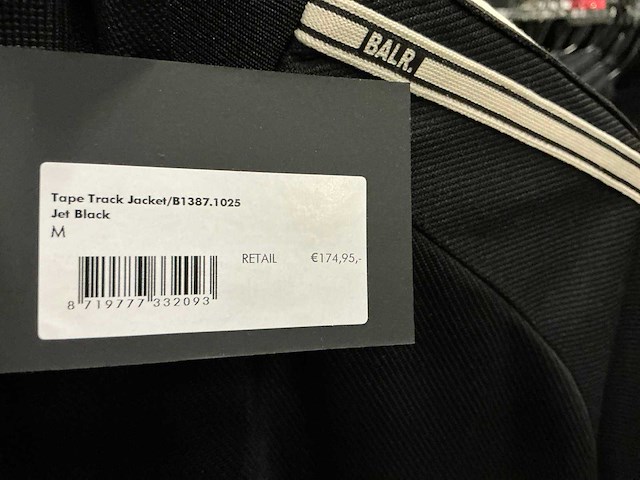 BALR.
Tape Track Jacket/B1387.1025
Jet Black
M
RETAIL €174,95,-
8 719777 332093